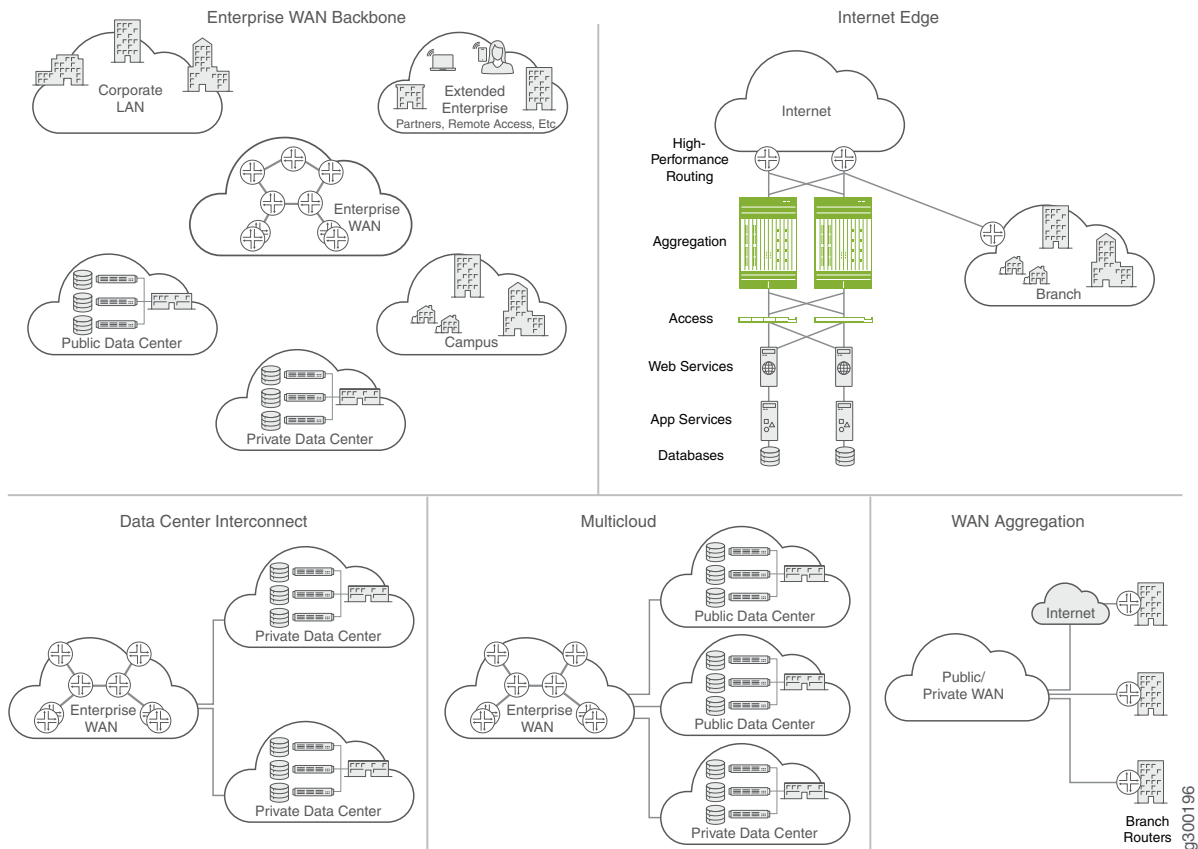 Enterprise WAN Backbone
Corporate
LAN
Extended
Enterprise
Partners, Remote Access, Etc
Enterprise
WAN
Public Data Center
Campus
Private Data Center
Internet Edge
Internet
High-
Performance
Routing
Aggregation
Branch
Access
Web Services
App Services
Databases
Data Center Interconnect
Private Data Center
Enterprise
WAN
Private Data Center
Multicloud
Public Data Center
Enterprise
WAN
Public Data Center
Private Data Center
WAN Aggregation
Internet
Public/
Private WAN
Branch
Routers
g300196